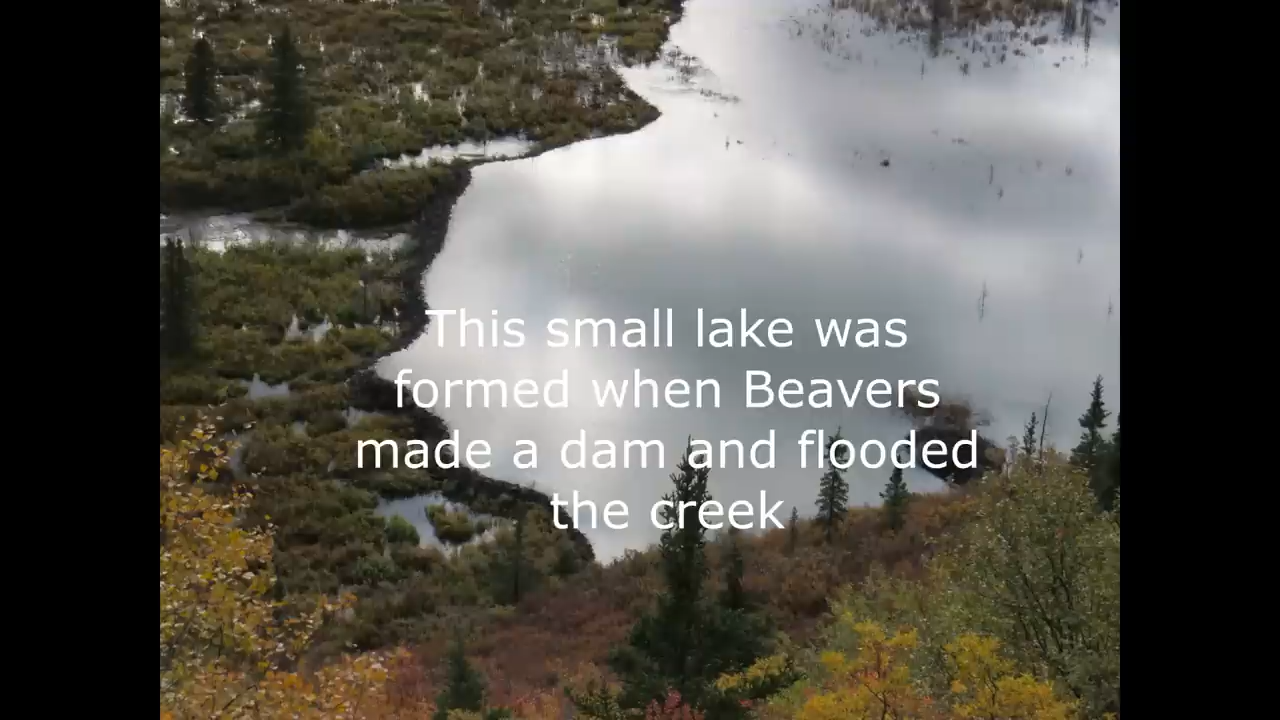 This small lake was
formed when Beavers
made a dam and flooded
the creek